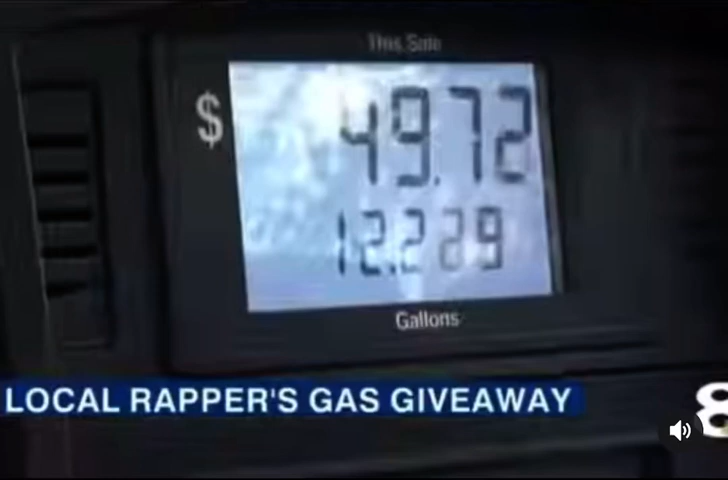 This Sale
$ 49.72
12.229
Gallons
LOCAL RAPPER'S GAS GIVEAWAY
8